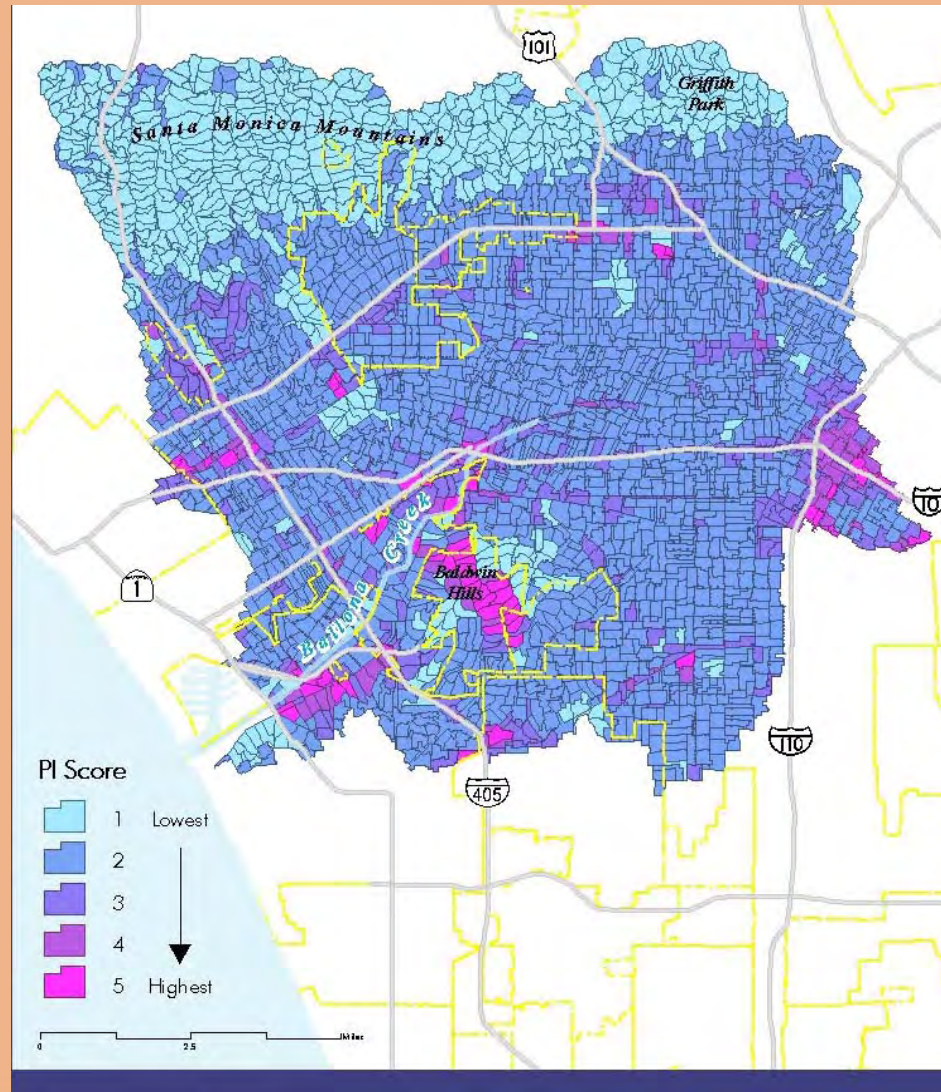 101
Griffith
Park
Santa Monica Mountains
10
Ballona Creek
Baldwin
Hills
1
110
405
PI Score
1 Lowest
2
3
4
5 Highest
Miles
0 2.5